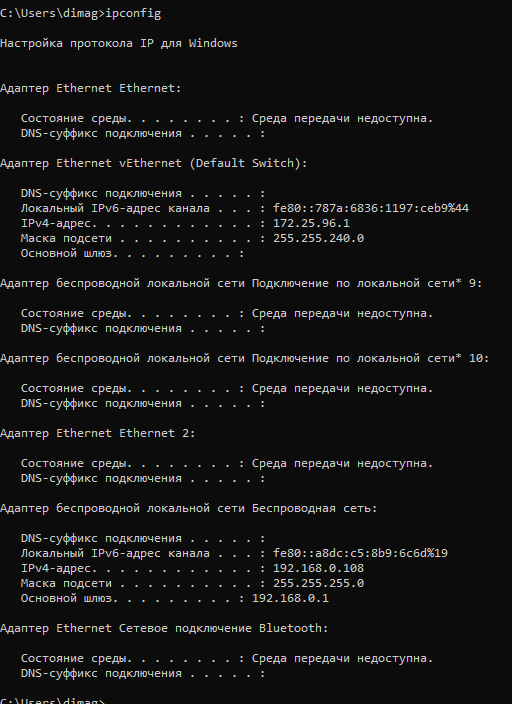 C:\Users\dimag>ipconfig
Настройка протокола IP для Windows
Адаптер Ethernet Ethernet:
Состояние среды. . . . . . . . : Среда передачи недоступна.
DNS-суффикс подключения . . . . . :
Адаптер Ethernet vEthernet (Default Switch):
DNS-суффикс подключения . . . . . :
Локальный IPv6-адрес канала . . . : fe80::787a:6836:1197:ceb9%44
IPv4-адрес. . . . . . . . . . . . : 172.25.96.1
Маска подсети . . . . . . . . . . : 255.255.240.0
Основной шлюз. . . . . . . . . :
Адаптер беспроводной локальной сети Подключение по локальной сети* 9:
Состояние среды. . . . . . . . : Среда передачи недоступна.
DNS-суффикс подключения . . . . . :
Адаптер беспроводной локальной сети Подключение по локальной сети* 10:
Состояние среды. . . . . . . . : Среда передачи недоступна.
DNS-суффикс подключения . . . . . :
Адаптер Ethernet Ethernet 2:
Состояние среды. . . . . . . . : Среда передачи недоступна.
DNS-суффикс подключения . . . . . :
Адаптер беспроводной локальной сети Беспроводная сеть:
DNS-суффикс подключения . . . . . :
Локальный IPv6-адрес канала . . . : fe80::a8dc:c5:8b9:6c6d%19
IPv4-адрес. . . . . . . . . . . . : 192.168.0.108
Маска подсети . . . . . . . . . . : 255.255.255.0
Основной шлюз. . . . . . . . . : 192.168.0.1
Адаптер Ethernet Сетевое подключение Bluetooth:
Состояние среды. . . . . . . . : Среда передачи недоступна.
DNS-суффикс подключения . . . . . :
C:\Users\dimag>